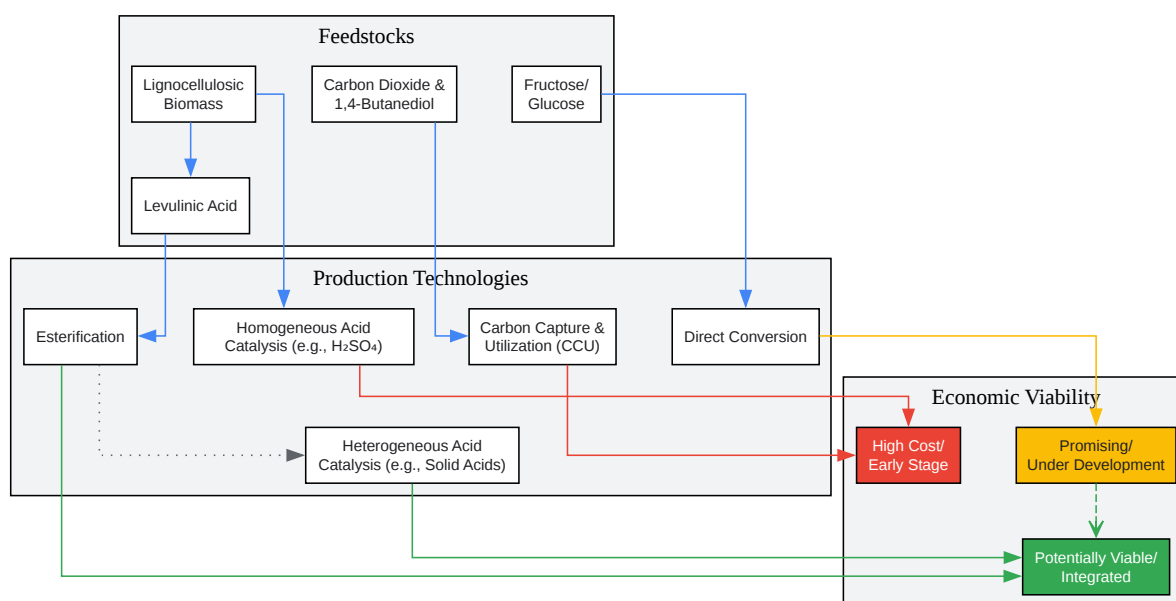 Feedstocks
Lignocellulosic
Biomass
Carbon Dioxide &
1,4-Butanediol
Fructose/
Glucose
Levulinic Acid
Production Technologies
Esterification
Homogeneous Acid
Catalysis (e.g., H₂SO₄)
Carbon Capture &
Utilization (CCU)
Direct Conversion
Heterogeneous Acid
Catalysis (e.g., Solid Acids)
Economic Viability
High Cost/
Early Stage
Promising/
Under Development
Potentially Viable/
Integrated